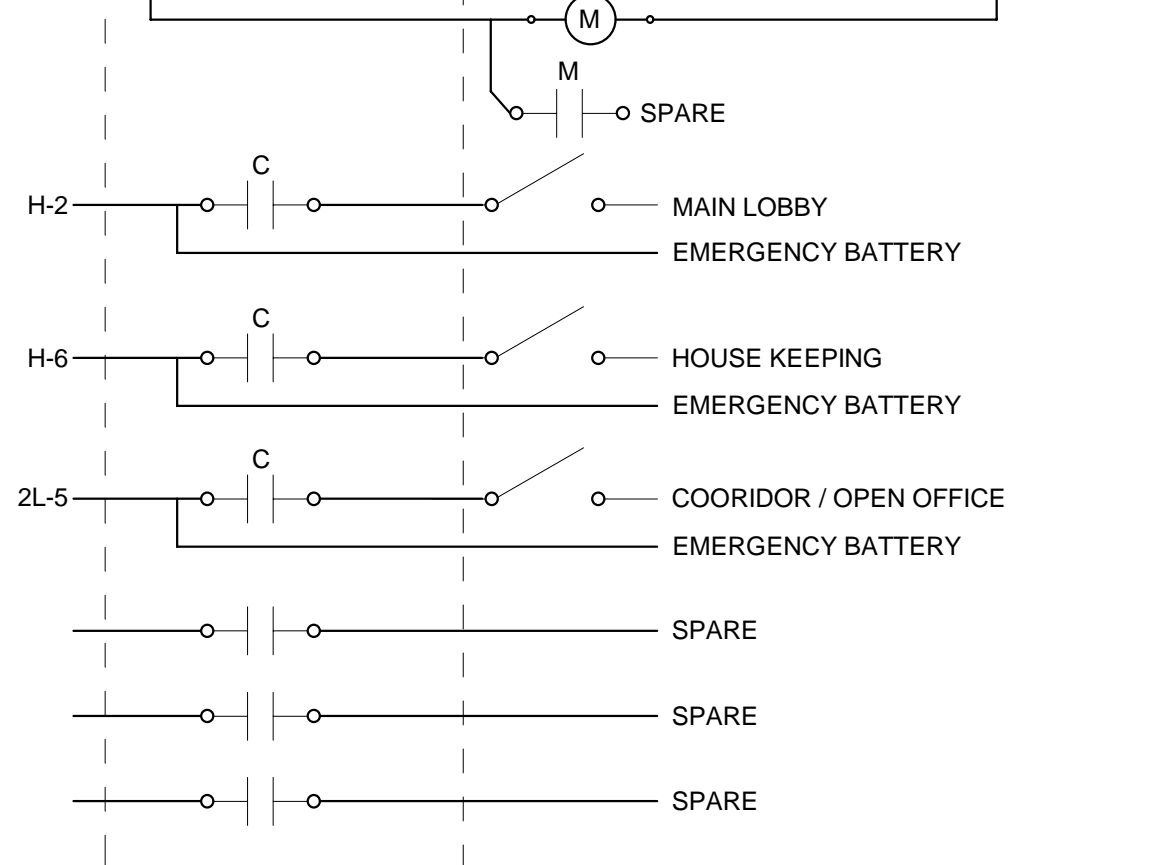 M
M
SPARE
C
H-2
MAIN LOBBY
EMERGENCY BATTERY
C
H-6
HOUSE KEEPING
EMERGENCY BATTERY
C
2L-5
COORIDOR / OPEN OFFICE
EMERGENCY BATTERY
SPARE
SPARE
SPARE